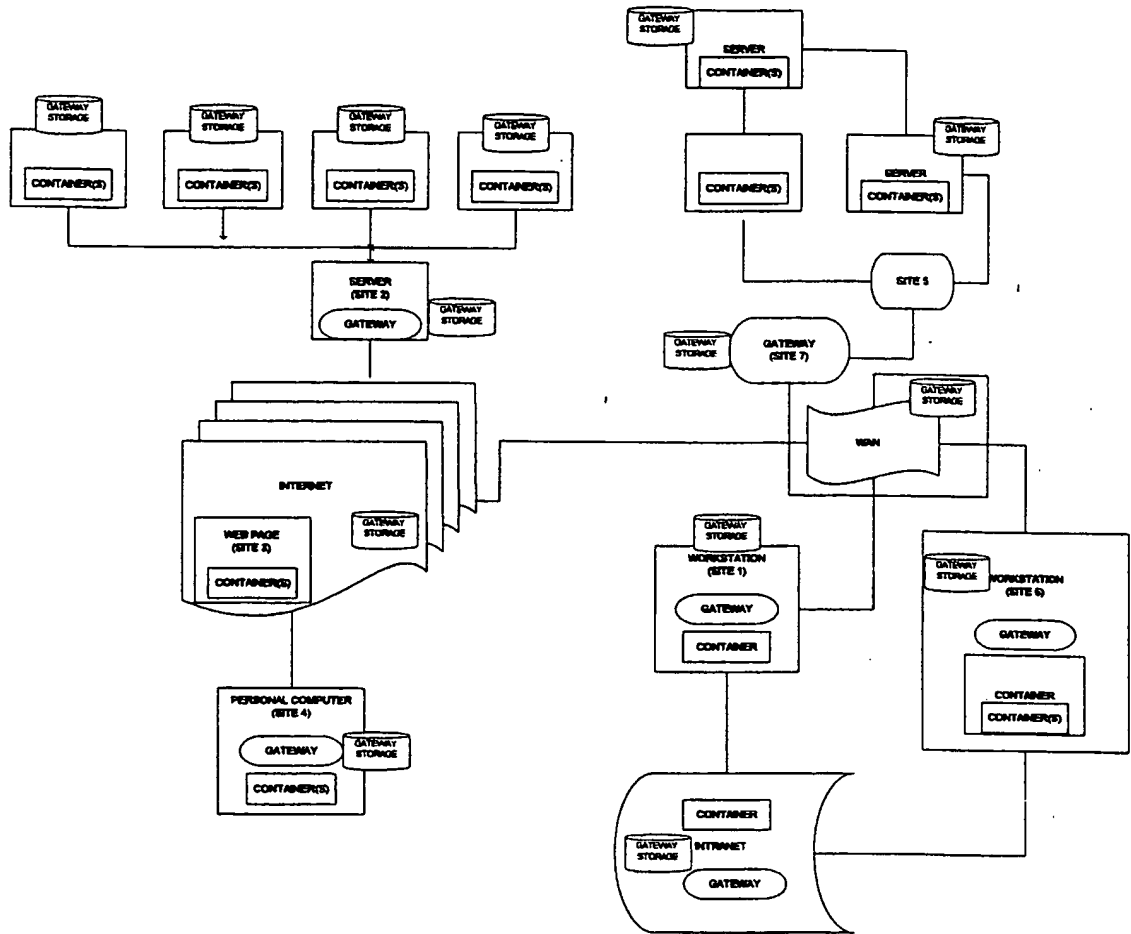 GATEWAY
STORAGE
SERVER
CONTAINER(S)
GATEWAY
STORAGE
CONTAINER(S)
GATEWAY
STORAGE
CONTAINER(S)
GATEWAY
STORAGE
CONTAINER(S)
GATEWAY
STORAGE
CONTAINER(S)
CONTAINER(S)
GATEWAY
STORAGE
SERVER
CONTAINER(S)
SERVER
(SITE 2)
GATEWAY
GATEWAY
STORAGE
SITE 5
GATEWAY
STORAGE
GATEWAY
(SITE 7)
GATEWAY
STORAGE
WAN
INTERNET
GATEWAY
STORAGE
WEB PAGE
(SITE 3)
CONTAINER(S)
GATEWAY
STORAGE
WORKSTATION
(SITE 1)
GATEWAY
CONTAINER
GATEWAY
STORAGE
WORKSTATION
(SITE 6)
GATEWAY
CONTAINER
CONTAINER(S)
PERSONAL COMPUTER
(SITE 4)
GATEWAY
GATEWAY
STORAGE
CONTAINER(S)
CONTAINER
GATEWAY
STORAGE
INTRANET
GATEWAY